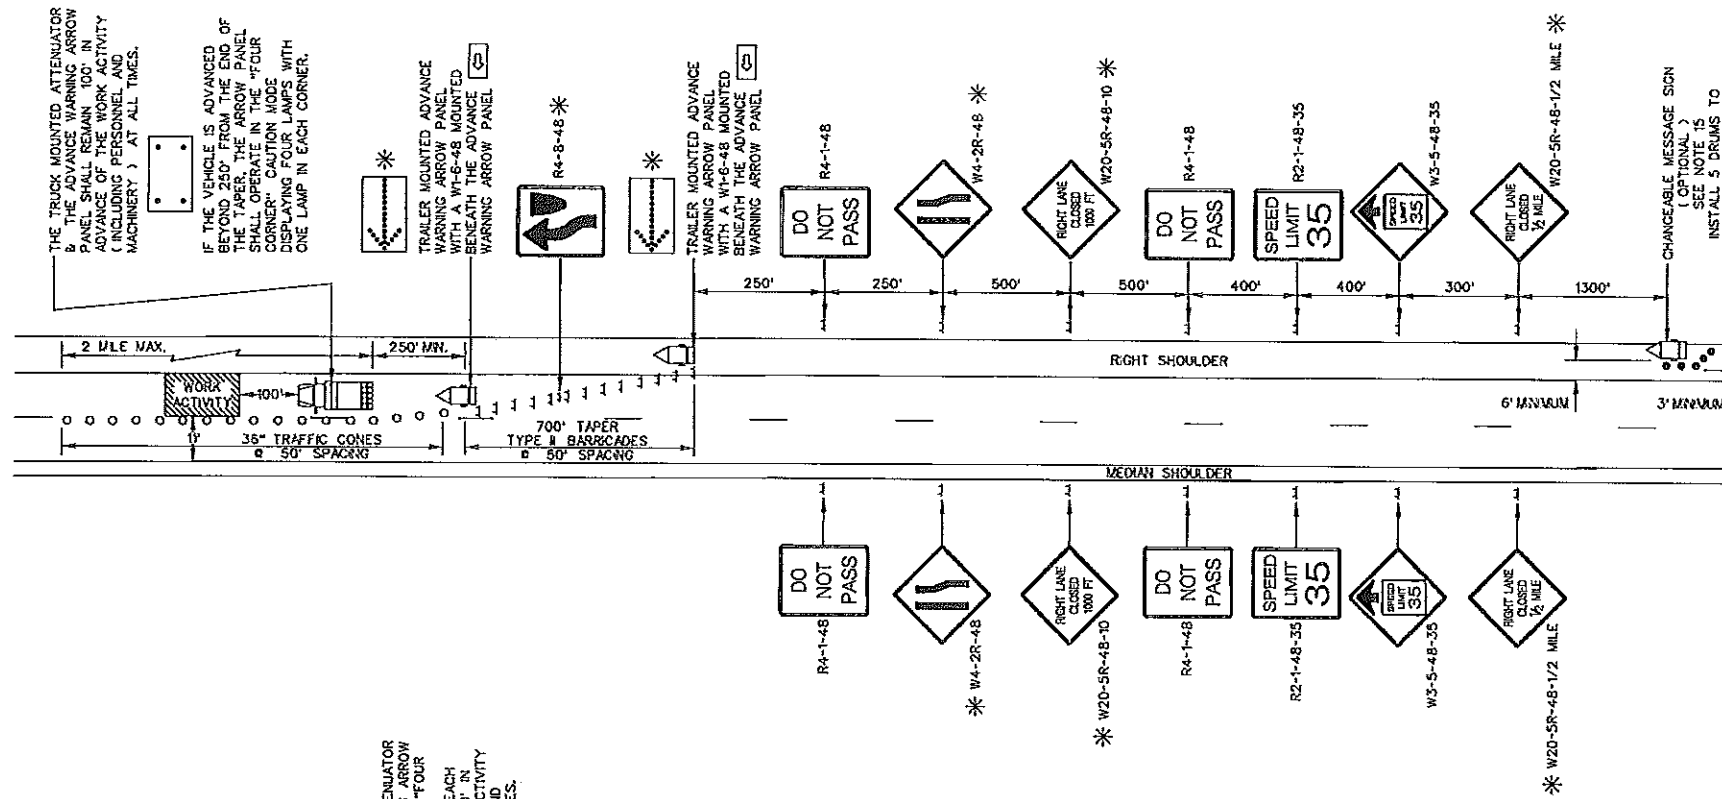 THE TRUCK MOUNTED ATTENUATOR
& THE ADVANCE WARNING ARROW
PANEL SHALL REMAIN 100' IN
ADVANCE OF THE WORK ACTIVITY
( INCLUDING PERSONNEL AND
MACHINERY ) AT ALL TIMES.
IF THE VEHICLE IS ADVANCED
BEYOND 250' FROM THE END OF
THE TAPER, THE ARROW PANEL
SHALL OPERATE IN THE "FOUR
CORNER" CAUTION MODE
DISPLAYING FOUR LAMPS WITH
ONE LAMP IN EACH CORNER.
TRAILER MOUNTED ADVANCE
WARNING ARROW PANEL
WITH A W1-6-48 MOUNTED
BENEATH THE ADVANCE
WARNING ARROW PANEL
R4-8-48
TRAILER MOUNTED ADVANCE
WARNING ARROW PANEL
WITH A W1-6-48 MOUNTED
BENEATH THE ADVANCE
WARNING ARROW PANEL
DO
NOT
PASS
R4-1-48
W4-2R-48
RIGHT LANE
CLOSED
1000 FT
W20-5R-48-10
DO
NOT
PASS
R4-1-48
SPEED
LIMIT
35
R2-1-48-35
SPEED
LIMIT
35
W3-5-48-35
RIGHT LANE
CLOSED
½ MILE
W20-5R-48-1/2 MILE
CHANGEABLE MESSAGE SIGN
( OPTIONAL )
SEE NOTE 15
INSTALL 5 DRUMS TO
250'
250'
500'
500'
400'
400'
300'
1300'
2 MILE MAX.
250' MIN.
RIGHT SHOULDER
WORK
ACTIVITY
100'
6' MINIMUM
3' MINIMUM
11'
36" TRAFFIC CONES
@ 50' SPACING
700' TAPER
TYPE II BARRICADES
@ 50' SPACING
MEDIAN SHOULDER
DO
NOT
PASS
R4-1-48
W4-2R-48
RIGHT LANE
CLOSED
1000 FT
W20-5R-48-10
DO
NOT
PASS
R4-1-48
SPEED
LIMIT
35
R2-1-48-35
SPEED
LIMIT
35
W3-5-48-35
RIGHT LANE
CLOSED
½ MILE
W20-5R-48-1/2 MILE
ENUATOR
ARROW
"FOUR
EACH
IN
CTIVITY
ND
ES.